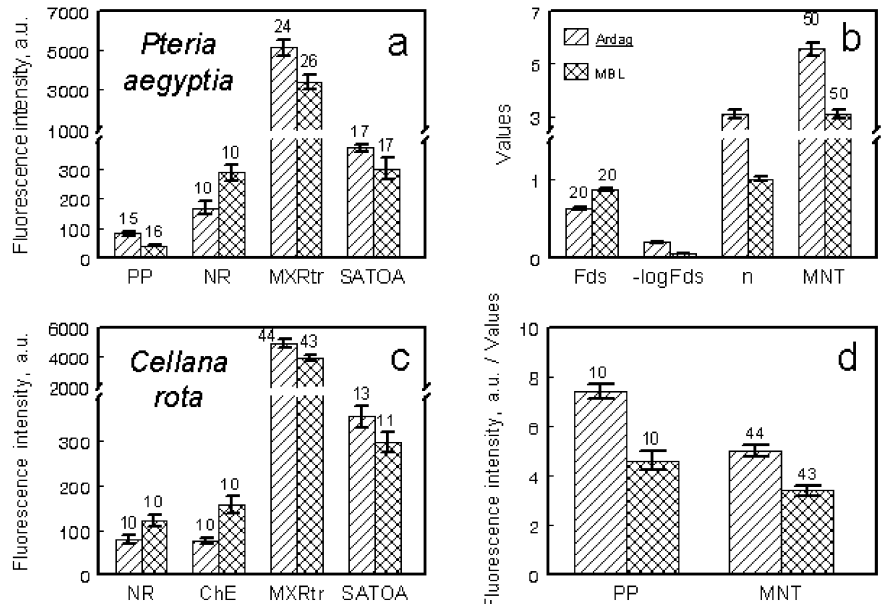 Fluorescence intensity, a.u.
7000
5000
3000
1000
300
200
100
0
Pteria
aegyptia
a
15
16
10
10
24
26
17
17
PP NR MXRtr SATOA
Values
7
5
3
1
0
Ardag
MBL
b
20
20
50
50
Fds -logFds n MNT
Fluorescence intensity, a.u.
6000
4000
2000
300
200
100
0
Cellana
rota
c
10
10
10
10
44
43
13
11
NR ChE MXRtr SATOA
Fluorescence intensity, a.u. / Values
10
8
6
4
2
0
d
10
10
44
43
PP MNT